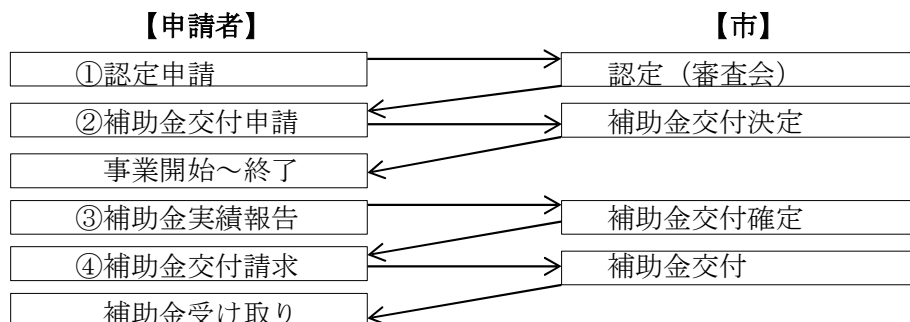 【申請者】 【市】
①認定申請 認定（審査会）
②補助金交付申請 補助金交付決定
事業開始～終了
③補助金実績報告 補助金交付確定
④補助金交付請求 補助金交付
補助金受け取り